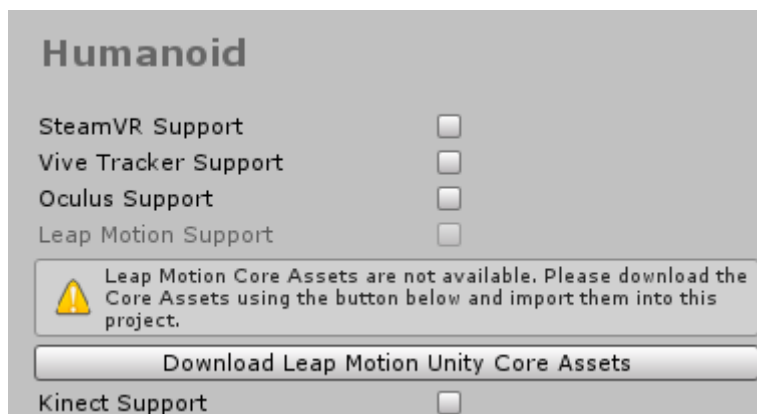 Humanoid
SteamVR Support
Vive Tracker Support
Oculus Support
Leap Motion Support
Leap Motion Core Assets are not available. Please download the
Core Assets using the button below and import them into this
project.
Download Leap Motion Unity Core Assets
Kinect Support